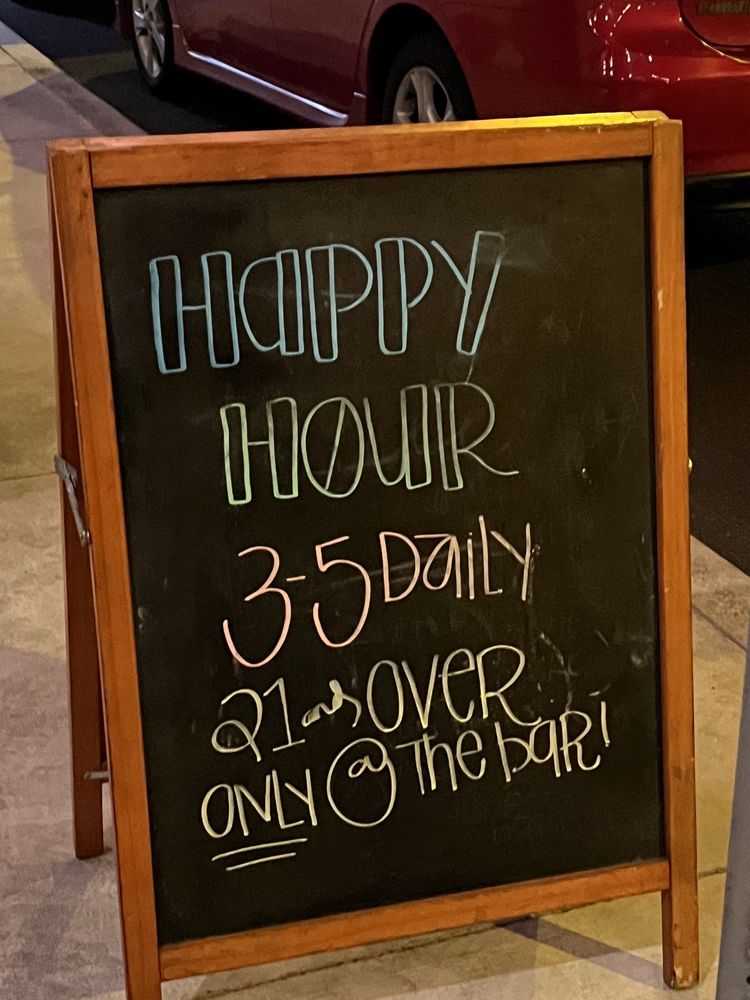 HAPPY
HOUR
3-5 DAILY
21 and OVER
ONLY @ The bar!